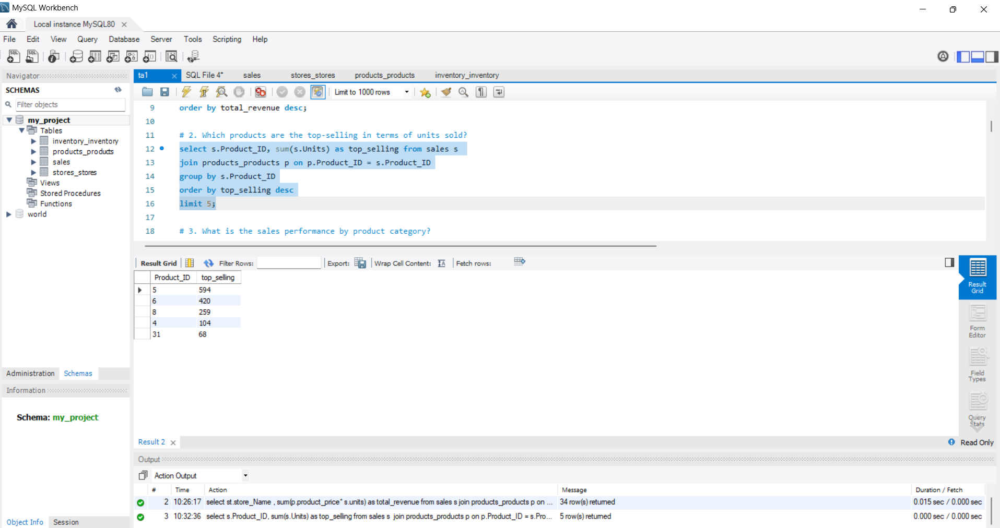 MySQL Workbench
Local instance MySQL80
File Edit View Query Database Server Tools Scripting Help
Navigator
SCHEMAS
Filter objects
my_project
Tables
inventory_inventory
products_products
sales
stores_stores
Views
Stored Procedures
Functions
world
Administration Schemas
Information
Schema: my_project
Object Info Session
ta1 SQL File 4* sales stores_stores products_products inventory_inventory
Limit to 1000 rows
9 order by total_revenue desc;
10
11 # 2. Which products are the top-selling in terms of units sold?
12 select s.Product_ID, sum(s.Units) as top_selling from sales s
13 join products_products p on p.Product_ID = s.Product_ID
14 group by s.Product_ID
15 order by top_selling desc
16 limit 5;
17
18 # 3. What is the sales performance by product category?
Result Grid Filter Rows: Export: Wrap Cell Content: Fetch rows:
Product_ID top_selling
5 594
6 420
8 259
4 104
31 68
Result Grid
Form Editor
Field Types
Query Stats
Result 2
Read Only
Output
Action Output
# Time Action Message Duration / Fetch
2 10:26:17 select st.store_Name , sum(p.product_price* s.units) as total_revenue from sales s join products_products p on ... 34 row(s) returned 0.015 sec / 0.000 sec
3 10:32:36 select s.Product_ID, sum(s.Units) as top_selling from sales s join products_products p on p.Product_ID = s.Pro... 5 row(s) returned 0.000 sec / 0.000 sec